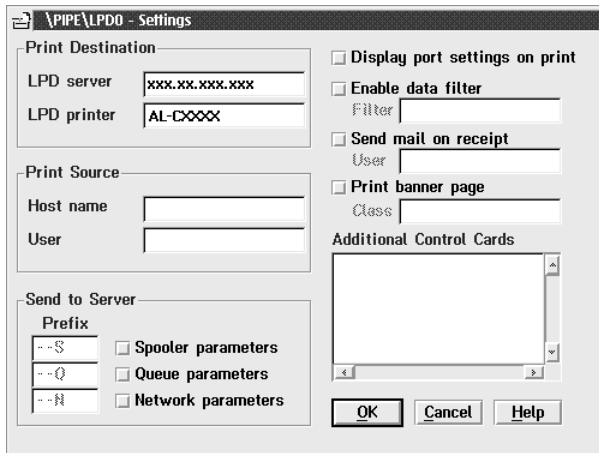 \PIPE\LPD0 - Settings
Print Destination
LPD server xxx.xx.xxx.xxx
LPD printer AL-CXXXX
Print Source
Host name
User
Send to Server
Prefix
--S Spooler parameters
--Q Queue parameters
--N Network parameters
Display port settings on print
Enable data filter
Filter
Send mail on receipt
User
Print banner page
Class
Additional Control Cards
OK Cancel Help